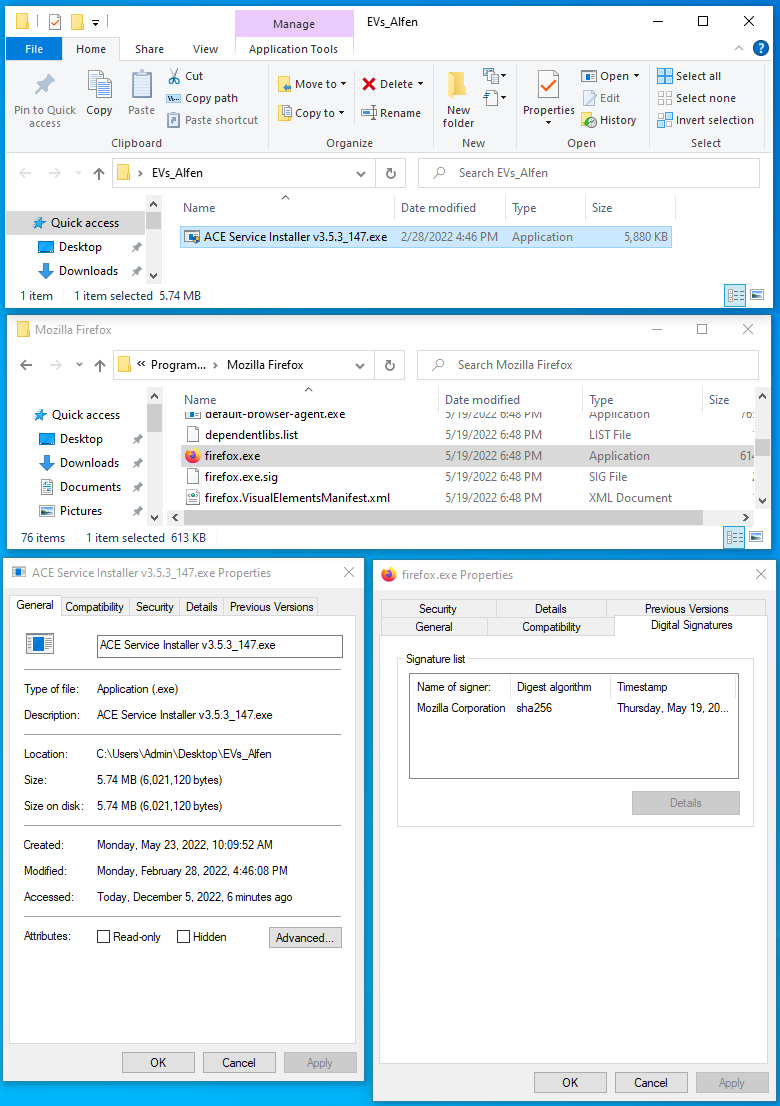 Manage
EVs_Alfen
File
Home
Share
View
Application Tools
Pin to Quick access
Copy
Paste
Cut
Copy path
Paste shortcut
Clipboard
Move to
Copy to
Delete
Rename
Organize
New folder
New
Properties
Open
Edit
History
Open
Select all
Select none
Invert selection
Select
EVs_Alfen
Search EVs_Alfen
Quick access
Desktop
Downloads
Name Date modified Type Size
ACE Service Installer v3.5.3_147.exe 2/28/2022 4:46 PM Application 5,880 KB
1 item 1 item selected 5.74 MB
Mozilla Firefox
« Program... Mozilla Firefox
Search Mozilla Firefox
Quick access
Desktop
Downloads
Documents
Pictures
Name Date modified Type Size
default-browser-agent.exe 5/19/2022 6:48 PM Application
dependentlibs.list 5/19/2022 6:48 PM LIST File
firefox.exe 5/19/2022 6:48 PM Application 614
firefox.exe.sig 5/19/2022 6:48 PM SIG File
firefox.VisualElementsManifest.xml 5/19/2022 6:48 PM XML Document
76 items 1 item selected 613 KB
ACE Service Installer v3.5.3_147.exe Properties
General Compatibility Security Details Previous Versions
ACE Service Installer v3.5.3_147.exe
Type of file: Application (.exe)
Description: ACE Service Installer v3.5.3_147.exe
Location: C:\Users\Admin\Desktop\EVs_Alfen
Size: 5.74 MB (6,021,120 bytes)
Size on disk: 5.74 MB (6,021,120 bytes)
Created: Monday, May 23, 2022, 10:09:52 AM
Modified: Monday, February 28, 2022, 4:46:08 PM
Accessed: Today, December 5, 2022, 6 minutes ago
Attributes: Read-only Hidden Advanced...
OK Cancel Apply
firefox.exe Properties
Security Details Previous Versions
General Compatibility Digital Signatures
Signature list
Name of signer: Digest algorithm Timestamp
Mozilla Corporation sha256 Thursday, May 19, 20...
Details
OK Cancel Apply